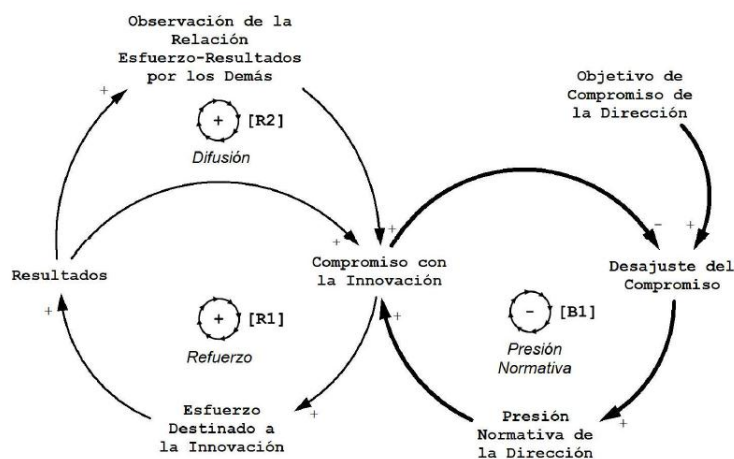 Observación de la
Relación
Esfuerzo-Resultados
por los Demás
+
+
[R2]
Difusión
Objetivo de
Compromiso de
la Dirección
+
+
-
+
Resultados
Compromiso con
la Innovación
Desajuste del
Compromiso
+
+
[R1]
Refuerzo
+
-
[B1]
Presión
Normativa
Esfuerzo
Destinado a
la Innovación
+
Presión
Normativa de
la Dirección
+